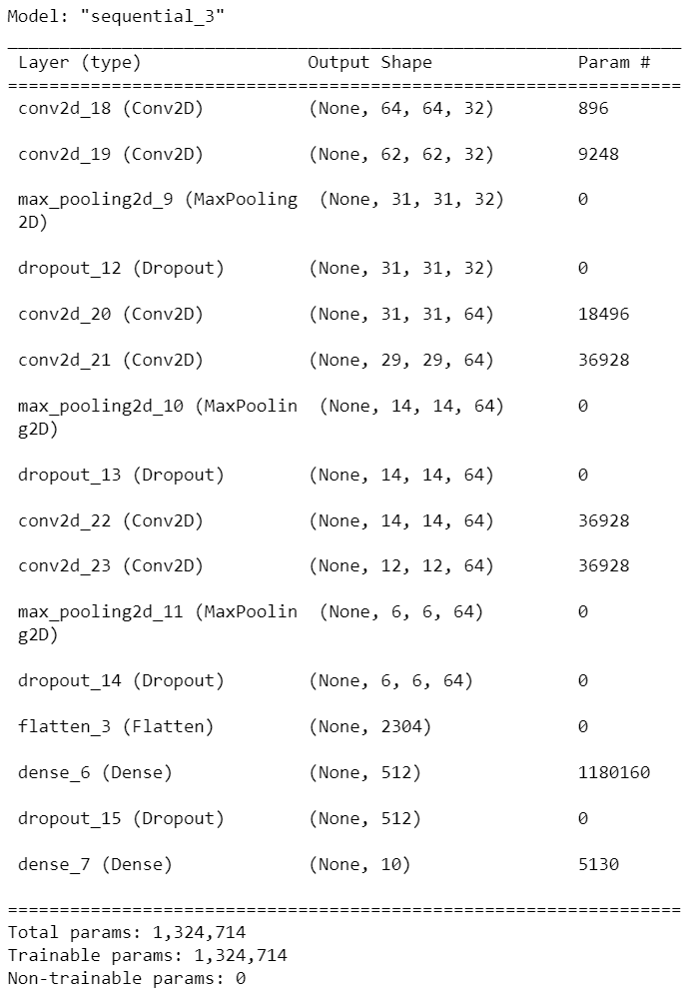 Model: "sequential_3"
_________________________________________________________________
Layer (type) Output Shape Param #
=================================================================
conv2d_18 (Conv2D) (None, 64, 64, 32) 896
conv2d_19 (Conv2D) (None, 62, 62, 32) 9248
max_pooling2d_9 (MaxPooling (None, 31, 31, 32) 0
2D)
dropout_12 (Dropout) (None, 31, 31, 32) 0
conv2d_20 (Conv2D) (None, 31, 31, 64) 18496
conv2d_21 (Conv2D) (None, 29, 29, 64) 36928
max_pooling2d_10 (MaxPoolin (None, 14, 14, 64) 0
g2D)
dropout_13 (Dropout) (None, 14, 14, 64) 0
conv2d_22 (Conv2D) (None, 14, 14, 64) 36928
conv2d_23 (Conv2D) (None, 12, 12, 64) 36928
max_pooling2d_11 (MaxPoolin (None, 6, 6, 64) 0
g2D)
dropout_14 (Dropout) (None, 6, 6, 64) 0
flatten_3 (Flatten) (None, 2304) 0
dense_6 (Dense) (None, 512) 1180160
dropout_15 (Dropout) (None, 512) 0
dense_7 (Dense) (None, 10) 5130
=================================================================
Total params: 1,324,714
Trainable params: 1,324,714
Non-trainable params: 0